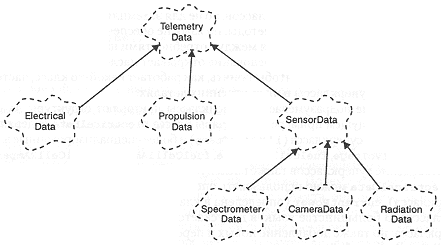 Telemetry
Data
Electrical
Data
Propulsion
Data
SensorData
Spectrometer
Data
CameraData
Radiation
Data